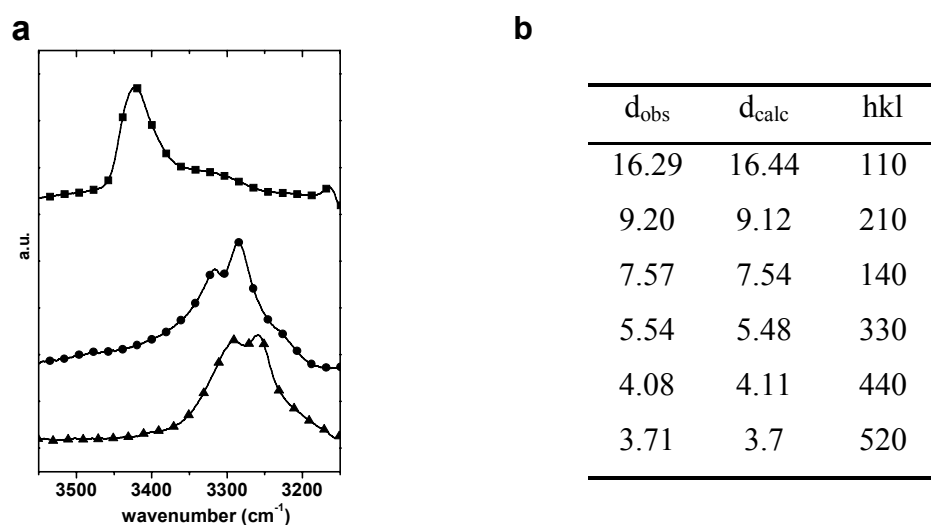 a
3500 3400 3300 3200
wavenumber (cm⁻¹)
a.u.
b
d_obs d_calc hkl
16.29 16.44 110
9.20 9.12 210
7.57 7.54 140
5.54 5.48 330
4.08 4.11 440
3.71 3.7 520